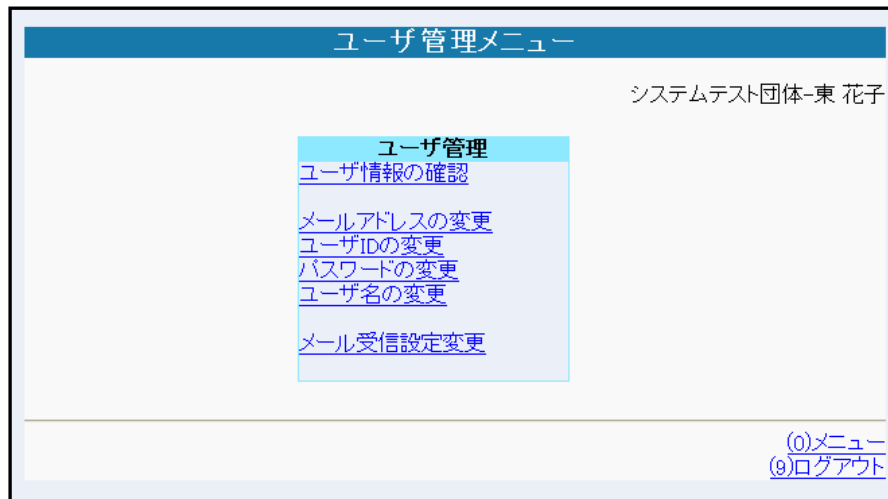 ユーザ管理メニュー
システムテスト団体-東 花子
ユーザ管理
ユーザ情報の確認
メールアドレスの変更
ユーザIDの変更
パスワードの変更
ユーザ名の変更
メール受信設定変更
(0)メニュー
(9)ログアウト